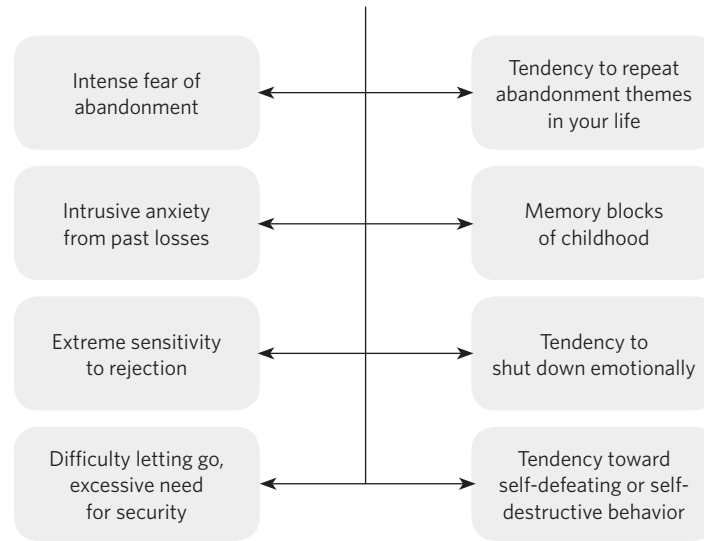 Intense fear of
abandonment
Tendency to repeat
abandonment themes
in your life
Intrusive anxiety
from past losses
Memory blocks
of childhood
Extreme sensitivity
to rejection
Tendency to
shut down emotionally
Difficulty letting go,
excessive need
for security
Tendency toward
self-defeating or self-
destructive behavior